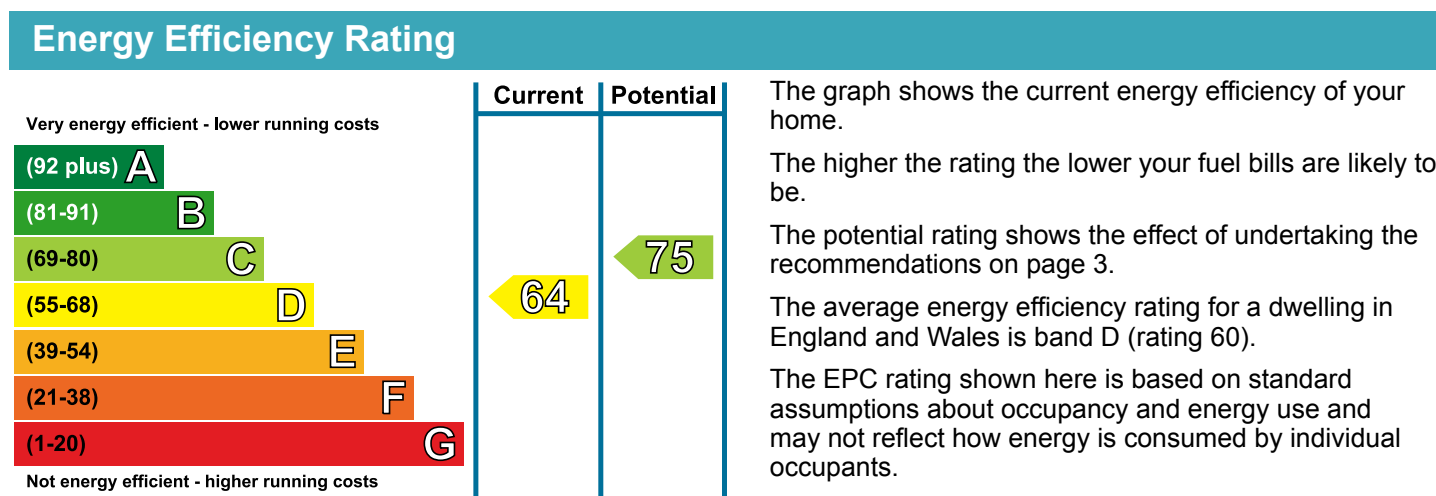 Energy Efficiency Rating
Current Potential
Very energy efficient - lower running costs
(92 plus) A
(81-91) B
(69-80) C
75
(55-68) D
64
(39-54) E
(21-38) F
(1-20) G
Not energy efficient - higher running costs
The graph shows the current energy efficiency of your
home.
The higher the rating the lower your fuel bills are likely to
be.
The potential rating shows the effect of undertaking the
recommendations on page 3.
The average energy efficiency rating for a dwelling in
England and Wales is band D (rating 60).
The EPC rating shown here is based on standard
assumptions about occupancy and energy use and
may not reflect how energy is consumed by individual
occupants.